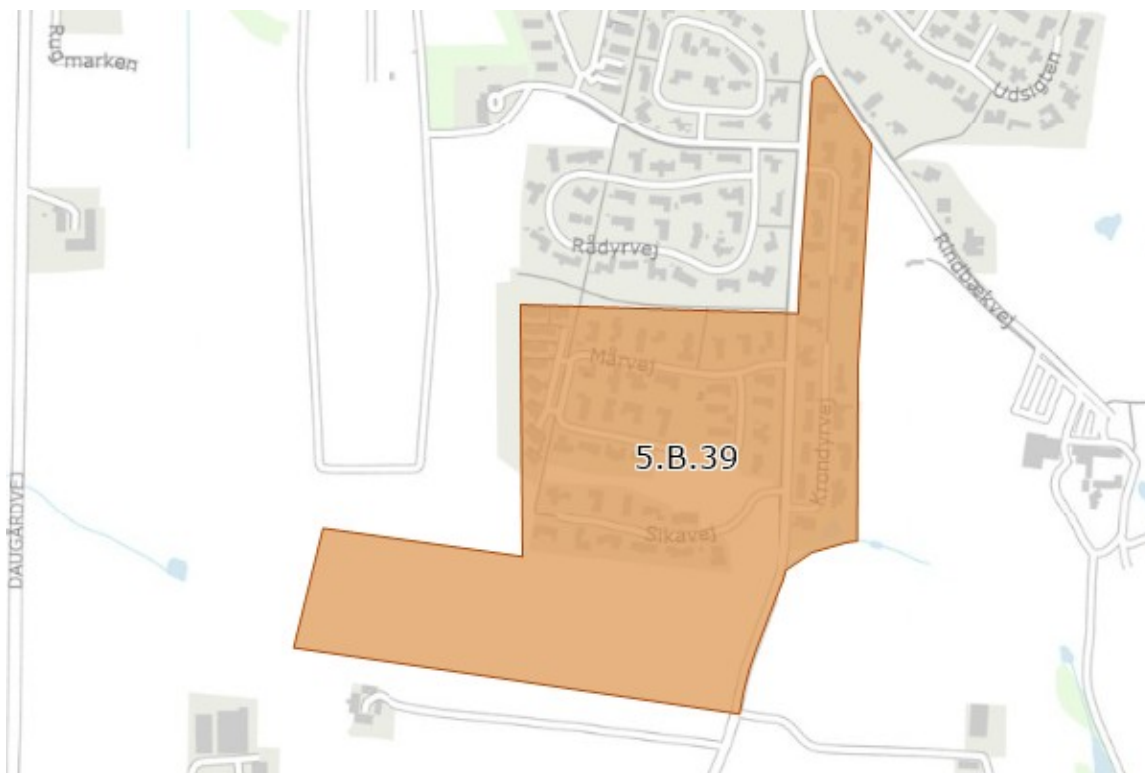 Rugmarken
Udsigten
Rådyrvej
Rindbækvej
Mårvej
5.B.39
Krondyrvej
Sikavej
DAUGÅRDVEJ